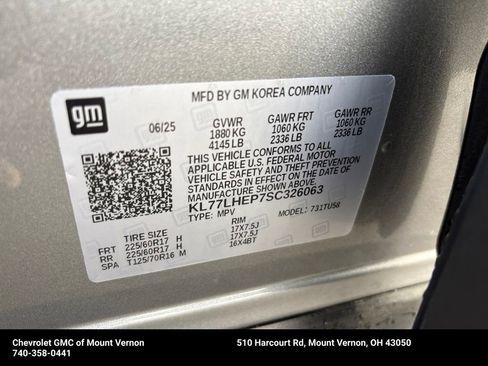 MFD BY GM KOREA COMPANY
gm
06/25 GVWR GAWR FRT GAWR RR
1880 KG 1060 KG 1060 KG
4145 LB 2336 LB 2336 LB
THIS VEHICLE CONFORMS TO ALL
APPLICABLE U.S. FEDERAL MOTOR
VEHICLE SAFETY AND THEFT PREVENTION
STANDARDS IN EFFECT ON THE DATE OF
MANUFACTURE SHOWN ABOVE.
KL77LHEP7SC326063
TYPE: MPV MODEL: 731TU58
TIRE SIZE RIM
FRT 225/60R17 H 17X7.5J
RR 225/60R17 H 17X7.5J
SPA T125/70R16 M 16X4BT
Chevrolet GMC of Mount Vernon 510 Harcourt Rd, Mount Vernon, OH 43050
740-358-0441